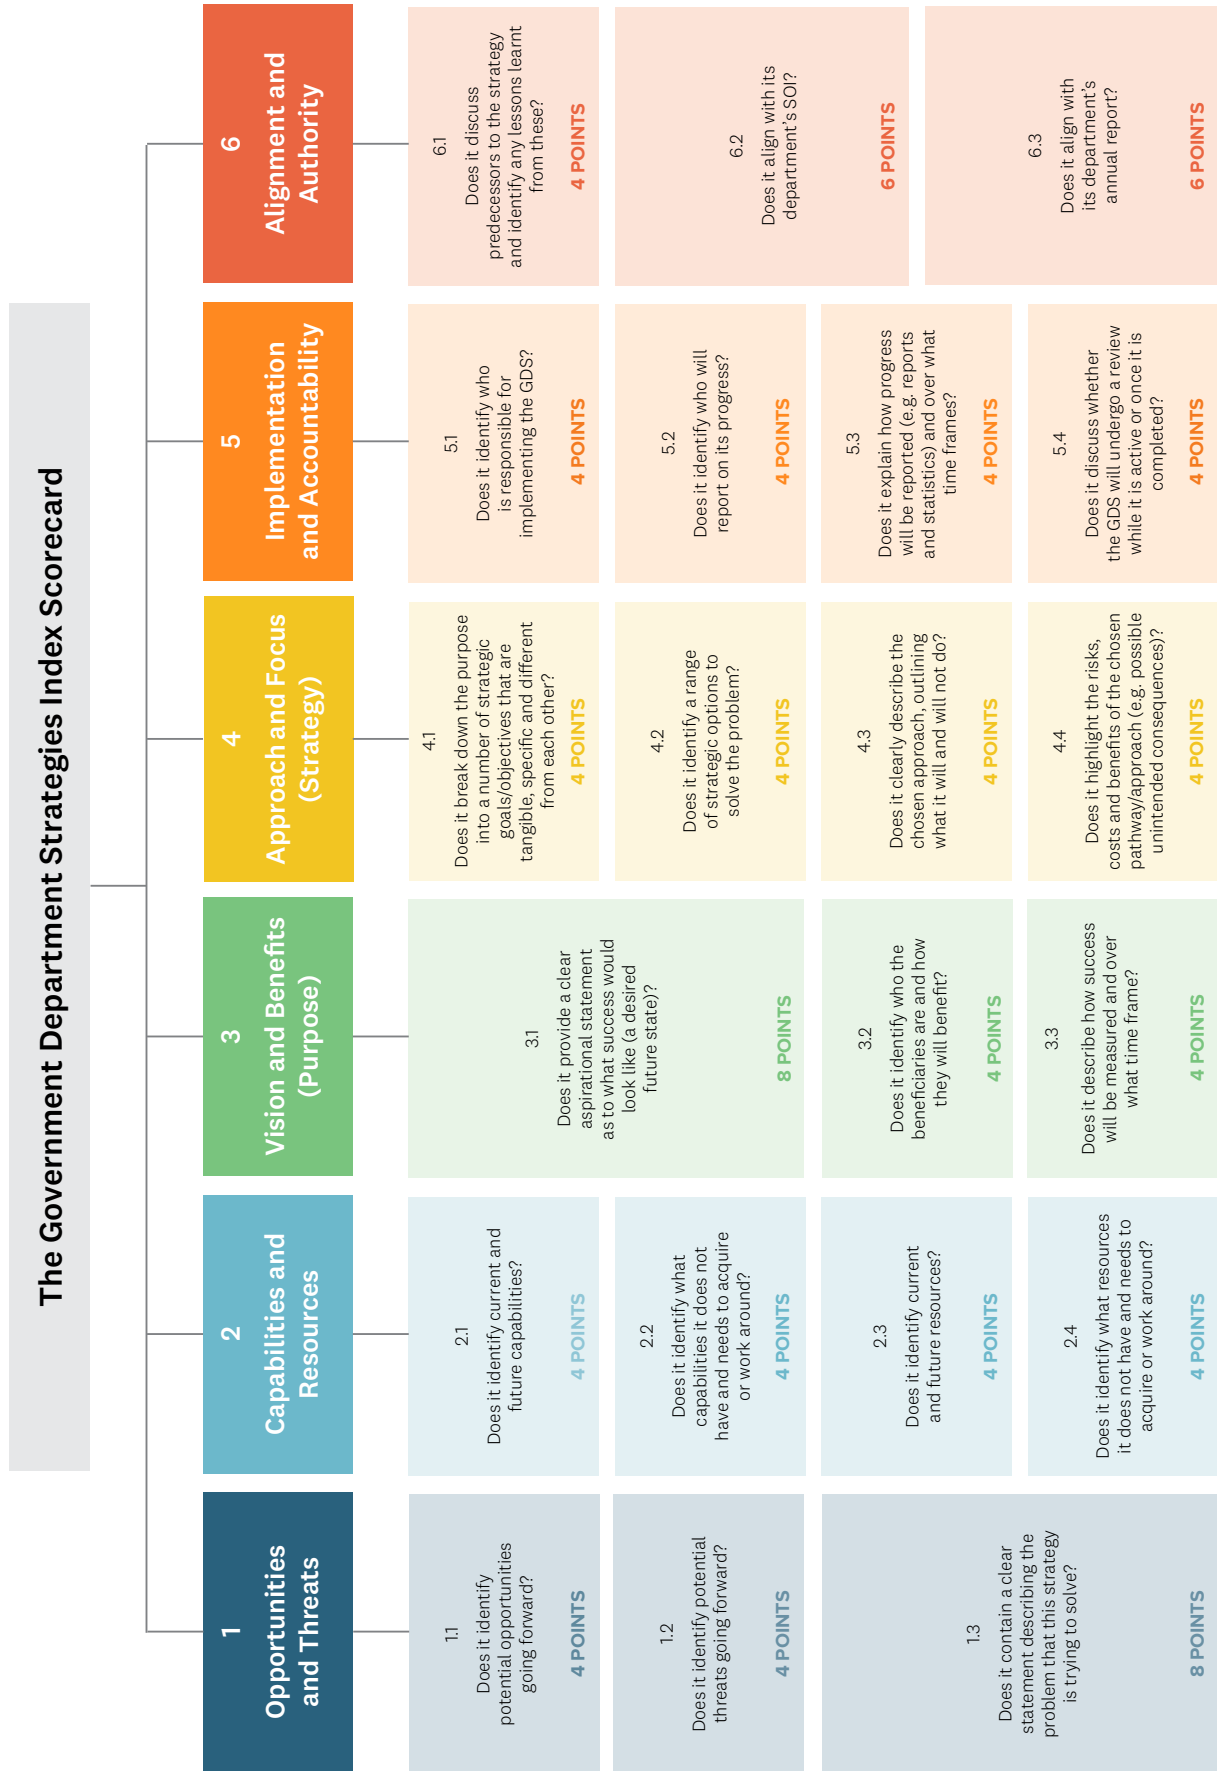 The Government Department Strategies Index Scorecard
1
Opportunities
and Threats
1.1
Does it identify
potential opportunities
going forward?
4 POINTS
1.2
Does it identify potential
threats going forward?
4 POINTS
1.3
Does it contain a clear
statement describing the
problem that this strategy
is trying to solve?
8 POINTS
2
Capabilities and
Resources
2.1
Does it identify current and
future capabilities?
4 POINTS
2.2
Does it identify what
capabilities it does not
have and needs to acquire
or work around?
4 POINTS
2.3
Does it identify current
and future resources?
4 POINTS
2.4
Does it identify what resources
it does not have and needs to
acquire or work around?
4 POINTS
3
Vision and Benefits
(Purpose)
3.1
Does it provide a clear
aspirational statement
as to what success would
look like (a desired
future state)?
8 POINTS
3.2
Does it identify who the
beneficiaries are and how
they will benefit?
4 POINTS
3.3
Does it describe how success
will be measured and over
what time frame?
4 POINTS
4
Approach and Focus
(Strategy)
4.1
Does it break down the purpose
into a number of strategic
goals/objectives that are
tangible, specific and different
from each other?
4 POINTS
4.2
Does it identify a range
of strategic options to
solve the problem?
4 POINTS
4.3
Does it clearly describe the
chosen approach, outlining
what it will and will not do?
4 POINTS
4.4
Does it highlight the risks,
costs and benefits of the chosen
pathway/approach (e.g. possible
unintended consequences)?
4 POINTS
5
Implementation
and Accountability
5.1
Does it identify who
is responsible for
implementing the GDS?
4 POINTS
5.2
Does it identify who will
report on its progress?
4 POINTS
5.3
Does it explain how progress
will be reported (e.g. reports
and statistics) and over what
time frames?
4 POINTS
5.4
Does it discuss whether
the GDS will undergo a review
while it is active or once it is
completed?
4 POINTS
6
Alignment and
Authority
6.1
Does it discuss
predecessors to the strategy
and identify any lessons learnt
from these?
4 POINTS
6.2
Does it align with its
department's SOI?
6 POINTS
6.3
Does it align with
its department's
annual report?
6 POINTS